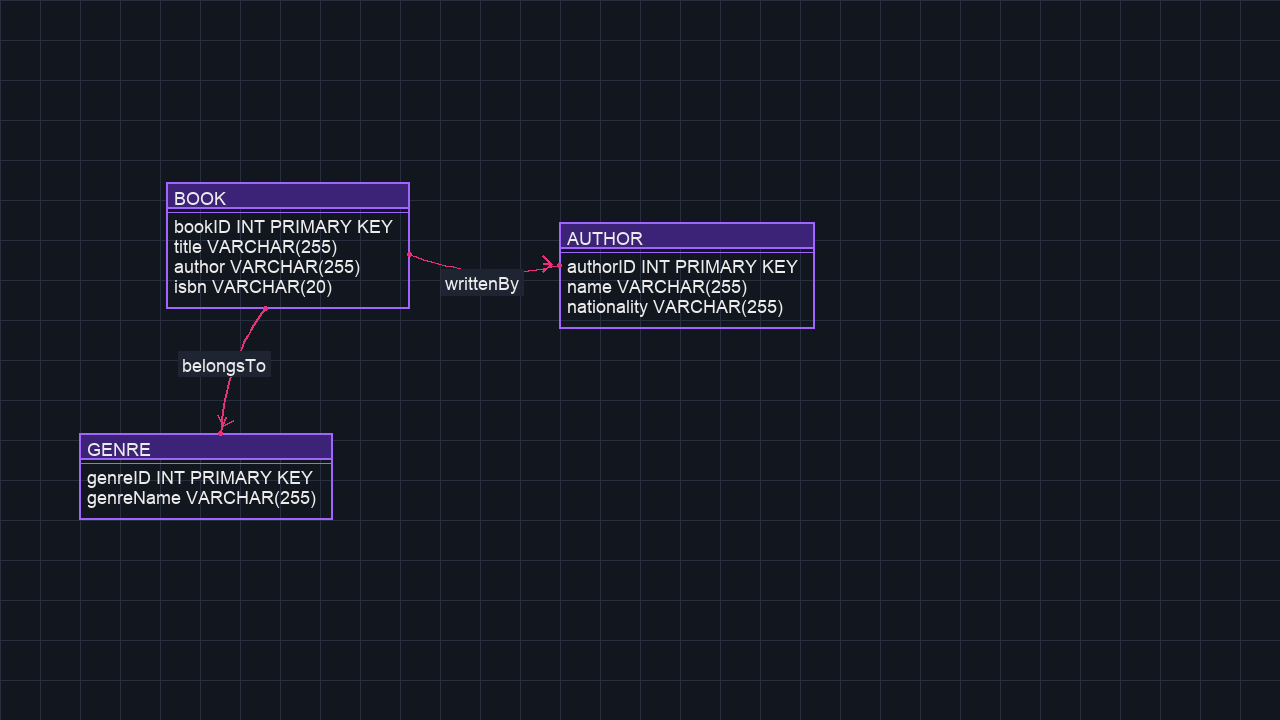 BOOK
bookID INT PRIMARY KEY
title VARCHAR(255)
author VARCHAR(255)
isbn VARCHAR(20)
writtenBy
AUTHOR
authorID INT PRIMARY KEY
name VARCHAR(255)
nationality VARCHAR(255)
belongsTo
GENRE
genreID INT PRIMARY KEY
genreName VARCHAR(255)